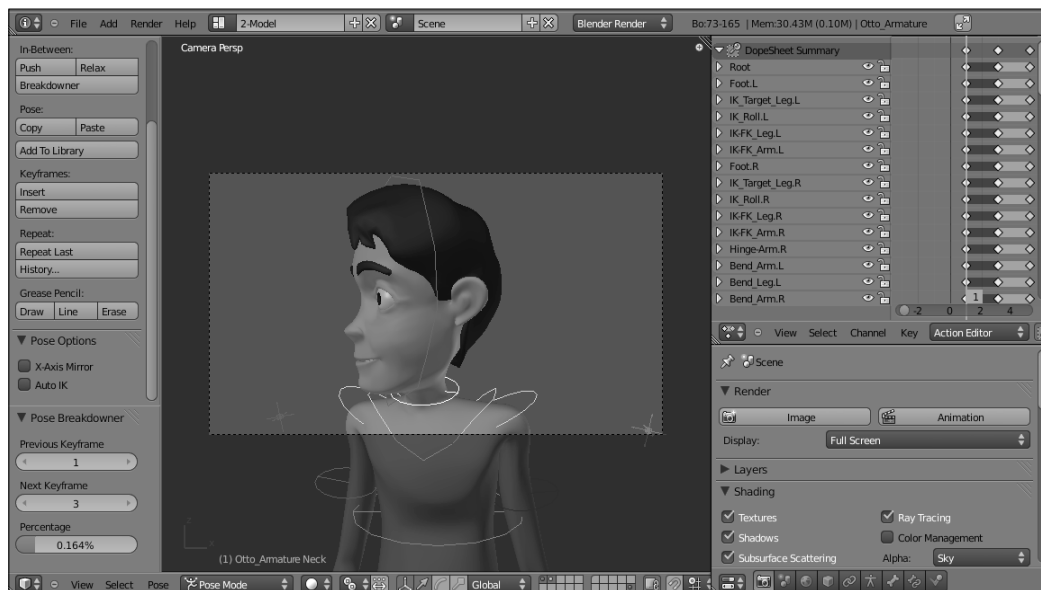 File Add Render Help 2-Model Scene Blender Render Bo:73-165 | Mem:30.43M (0.10M) | Otto_Armature
In-Between:
Push Relax
Breakdowner
Pose:
Copy Paste
Add To Library
Keyframes:
Insert
Remove
Repeat:
Repeat Last
History...
Grease Pencil:
Draw Line Erase
Pose Options
X-Axis Mirror
Auto IK
Pose Breakdowner
Previous Keyframe
1
Next Keyframe
3
Percentage
0.164%
Camera Persp
(1) Otto_Armature Neck
View Select Pose Pose Mode Global
DopeSheet Summary
Root
Foot.L
IK_Target_Leg.L
IK_Roll.L
IK-FK_Leg.L
IK-FK_Arm.L
Foot.R
IK_Target_Leg.R
IK_Roll.R
IK-FK_Leg.R
IK-FK_Arm.R
Hinge-Arm.R
Bend_Arm.L
Bend_Leg.L
Bend_Arm.R
1
-2 0 2 4
View Select Channel Key Action Editor
Scene
Render
Image Animation
Display: Full Screen
Layers
Shading
Textures Ray Tracing
Shadows Color Management
Subsurface Scattering Alpha: Sky